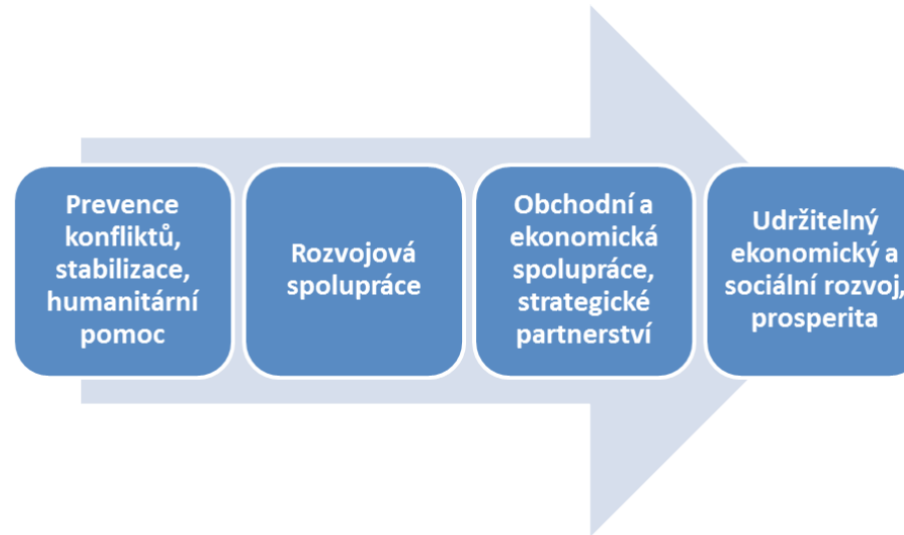 Prevence
konfliktů,
stabilizace,
humanitární
pomoc
Rozvojová
spolupráce
Obchodní a
ekonomická
spolupráce,
strategické
partnerství
Udržitelný
ekonomický a
sociální rozvoj,
prosperita